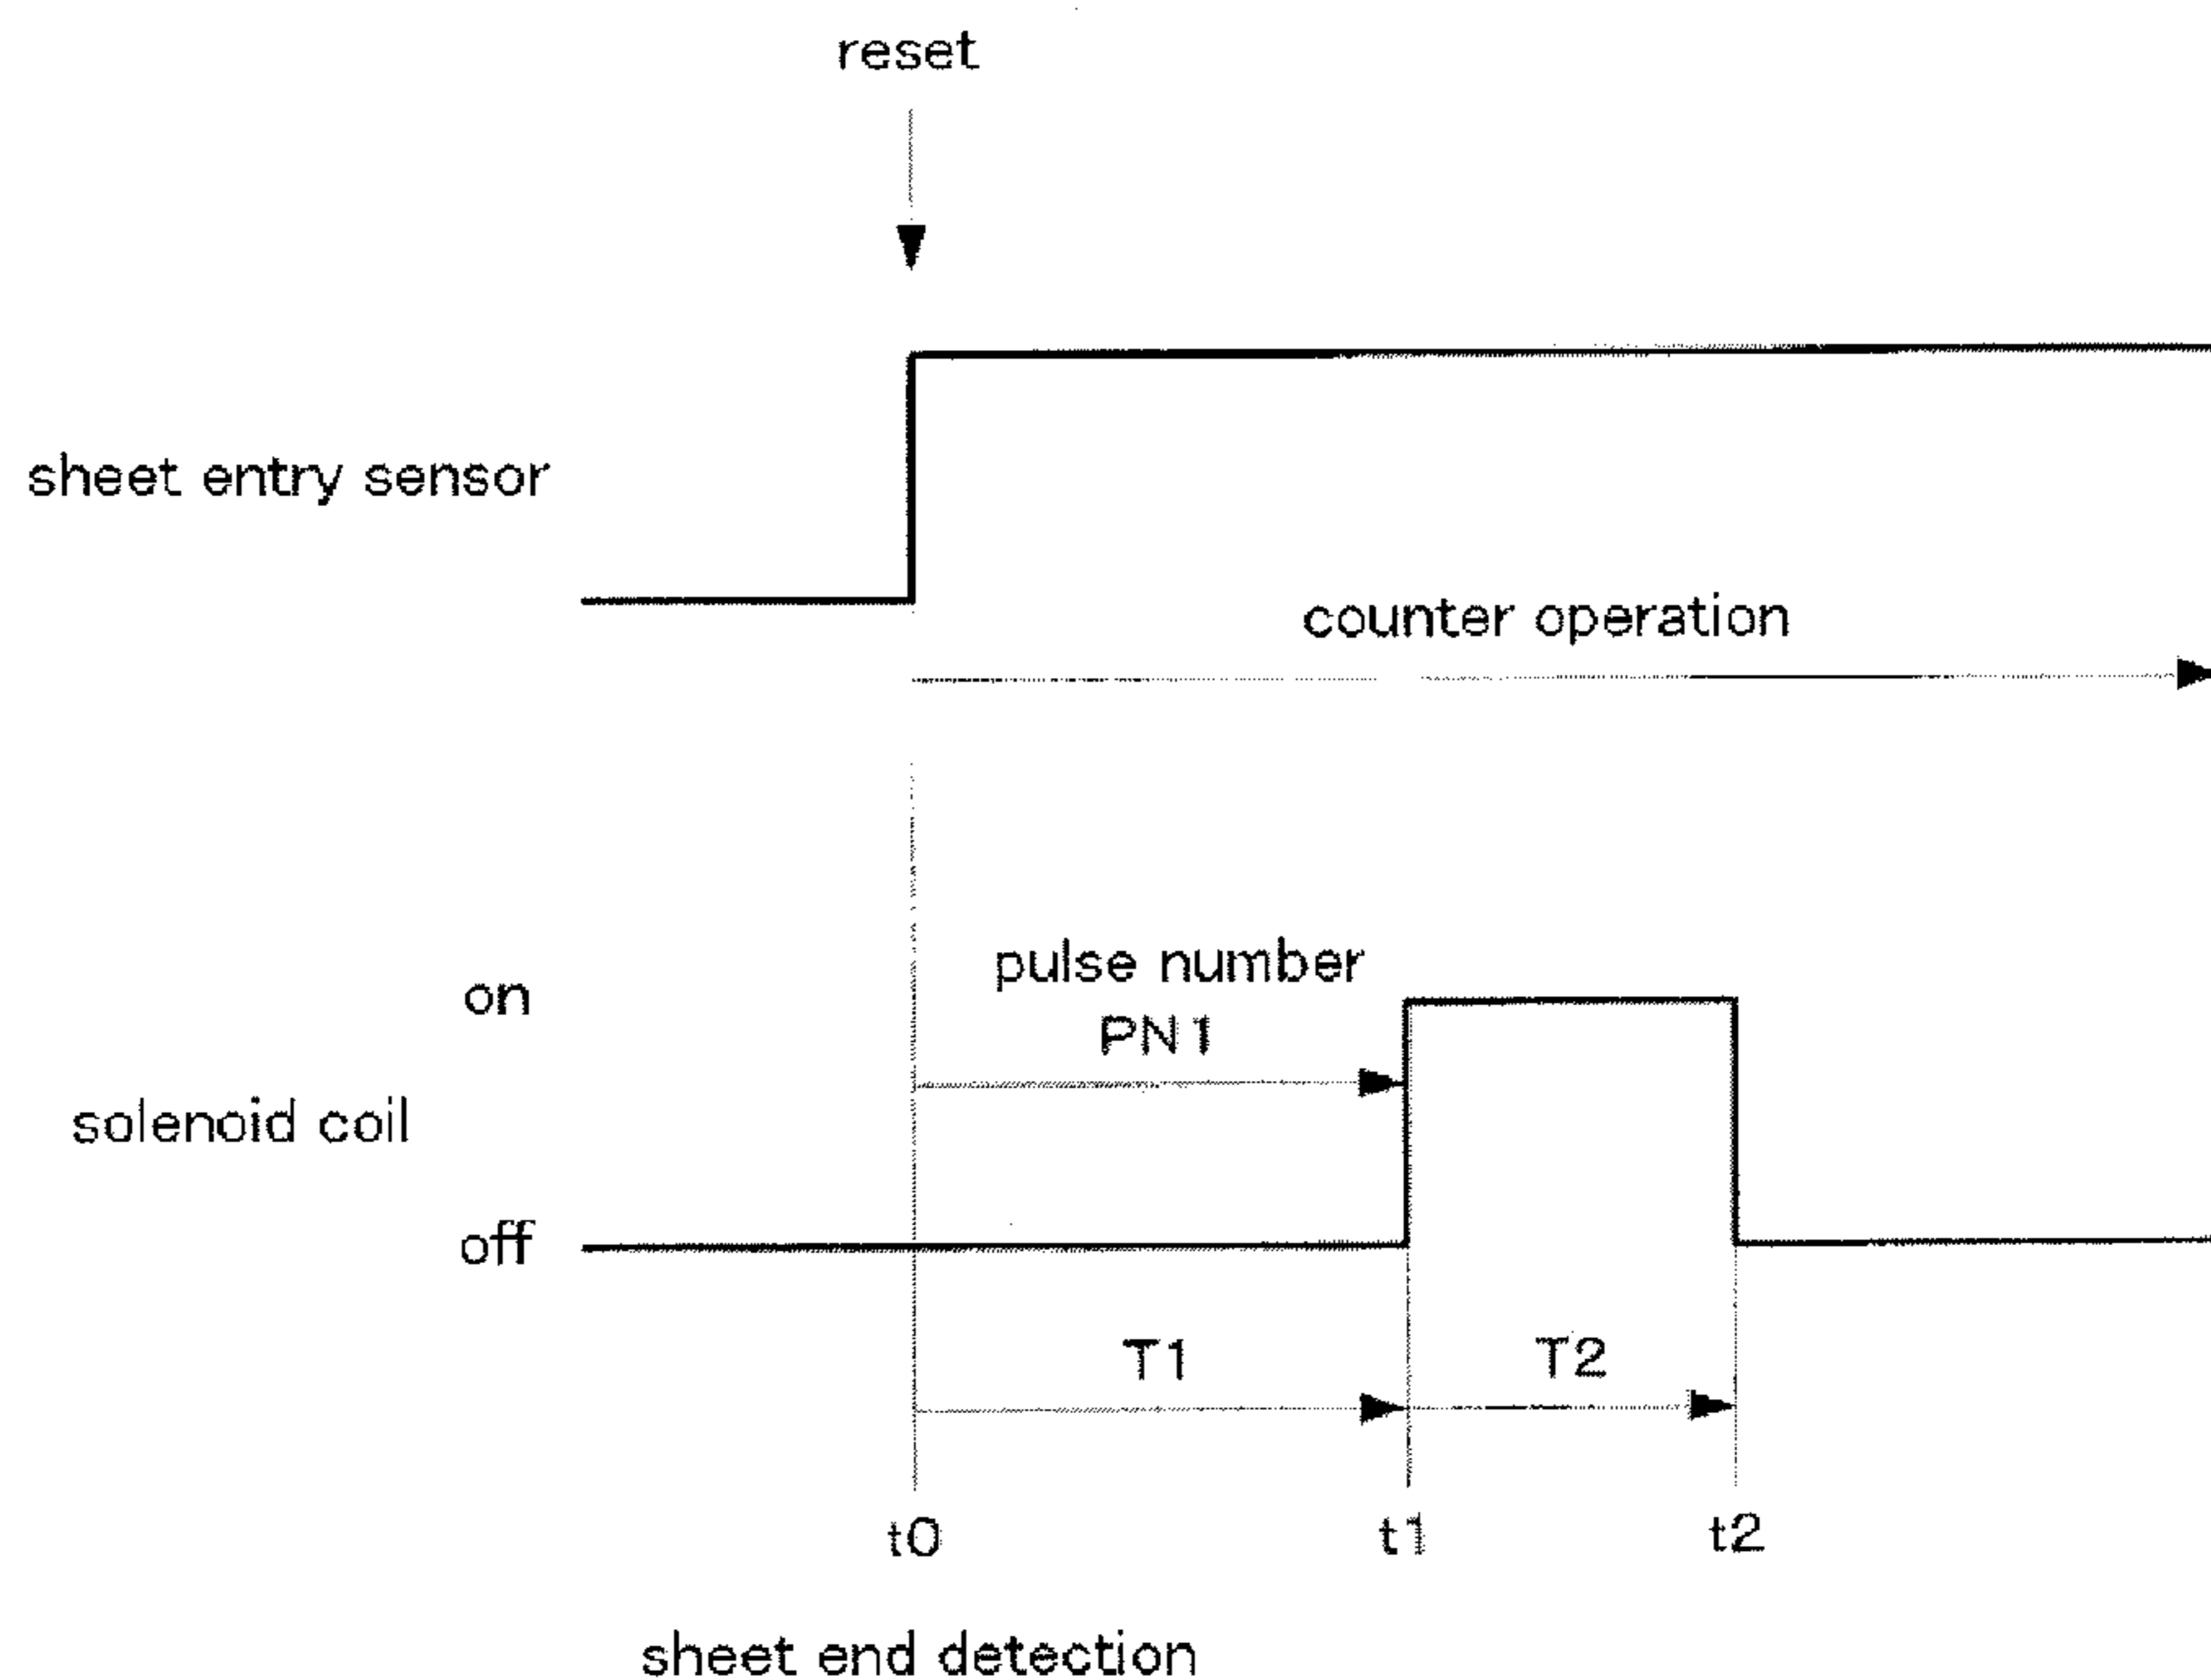 reset
sheet entry sensor
counter operation
pulse number
PN1
on
solenoid coil
off
T1
T2
t0
t1
t2
sheet end detection